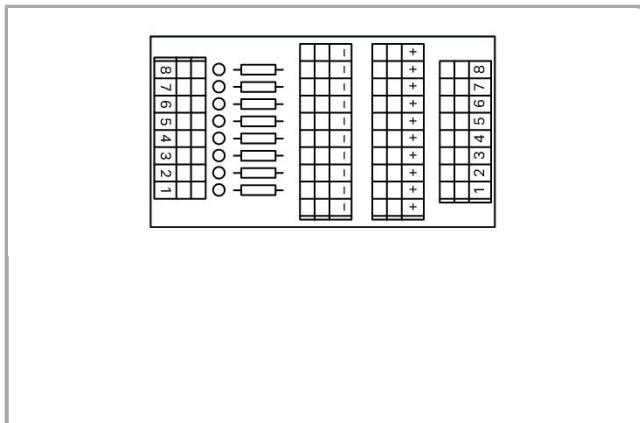 - +
8 - + 8
7 - + 7
6 - + 6
5 - + 5
4 - + 4
3 - + 3
2 - + 2
1 - + 1
- +